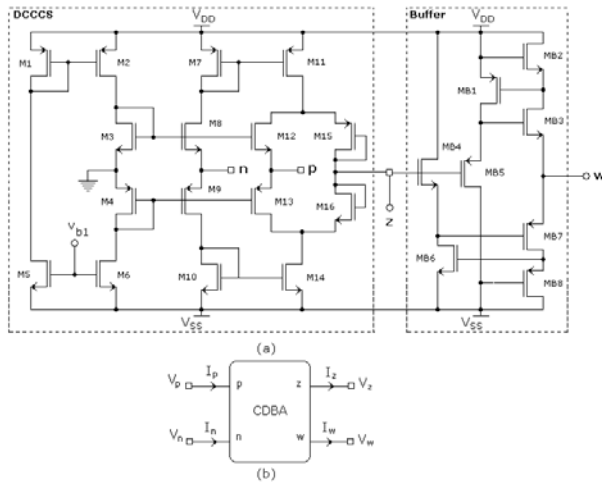 DCCCS
Buffer
VDD
VDD
M1
M2
M7
M11
MB2
MB1
M3
M8
M12
M15
MB4
MB3
n
p
MB5
w
M4
M9
M13
M16
z
Vb1
MB7
MB6
M5
M6
M10
M14
MB8
VSS
VSS
(a)
Vp
Ip
p
z
Iz
Vz
CDBA
Vn
In
n
w
Iw
Vw
(b)